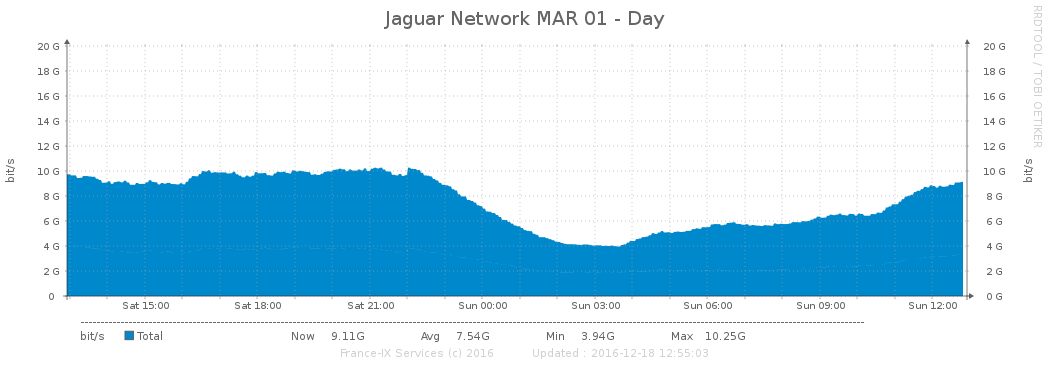 Jaguar Network MAR 01 - Day
RRDTOOL / TOBI OETIKER
bit/s
20 G
18 G
16 G
14 G
12 G
10 G
8 G
6 G
4 G
2 G
0
20 G
18 G
16 G
14 G
12 G
10 G
8 G
6 G
4 G
2 G
0 G
bit/s
Sat 15:00 Sat 18:00 Sat 21:00 Sun 00:00 Sun 03:00 Sun 06:00 Sun 09:00 Sun 12:00
bit/s Total Now 9.11G Avg 7.54G Min 3.94G Max 10.25G
France-IX Services (c) 2016 Updated : 2016-12-18 12:55:03